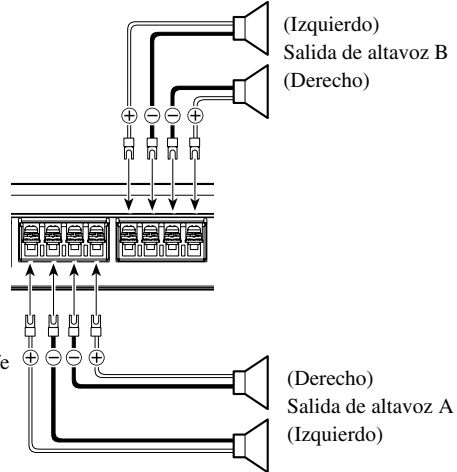 (Izquierdo)
Salida de altavoz B
(Derecho)
+ − − +
+ − − +
(Derecho)
Salida de altavoz A
(Izquierdo)